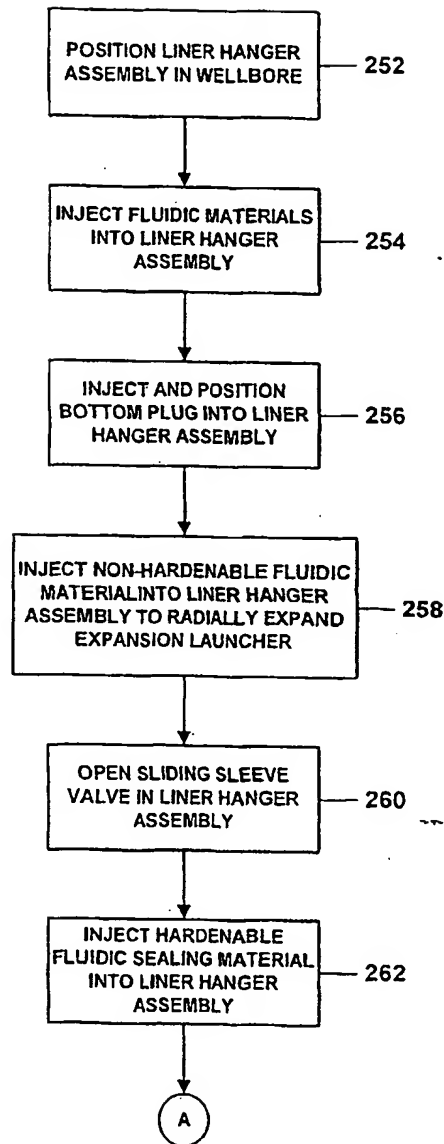 POSITION LINER HANGER
ASSEMBLY IN WELLBORE
252
INJECT FLUIDIC MATERIALS
INTO LINER HANGER
ASSEMBLY
254
INJECT AND POSITION
BOTTOM PLUG INTO LINER
HANGER ASSEMBLY
256
INJECT NON-HARDENABLE FLUIDIC
MATERIALINTO LINER HANGER
ASSEMBLY TO RADIALLY EXPAND
EXPANSION LAUNCHER
258
OPEN SLIDING SLEEVE
VALVE IN LINER HANGER
ASSEMBLY
260
INJECT HARDENABLE
FLUIDIC SEALING MATERIAL
INTO LINER HANGER
ASSEMBLY
262
A